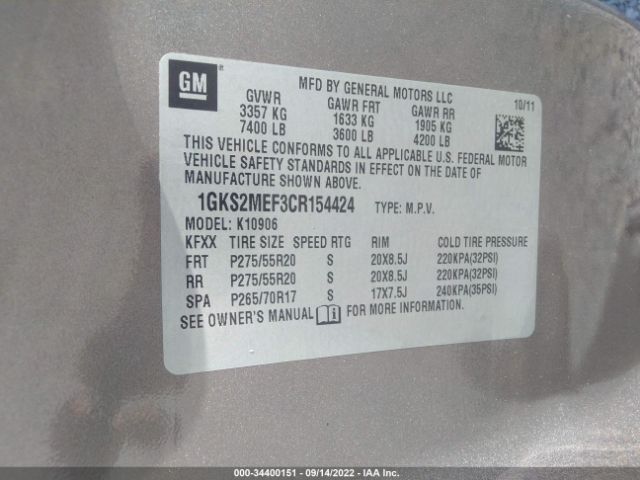 GM
MFD BY GENERAL MOTORS LLC
10/11
GVWR GAWR FRT GAWR RR
3357 KG 1633 KG 1905 KG
7400 LB 3600 LB 4200 LB
THIS VEHICLE CONFORMS TO ALL APPLICABLE U.S. FEDERAL MOTOR
VEHICLE SAFETY STANDARDS IN EFFECT ON THE DATE OF
MANUFACTURE SHOWN ABOVE.
1GKS2MEF3CR154424 TYPE: M.P.V.
MODEL: K10906
KFXX TIRE SIZE SPEED RTG RIM COLD TIRE PRESSURE
FRT P275/55R20 S 20X8.5J 220KPA(32PSI)
RR P275/55R20 S 20X8.5J 220KPA(32PSI)
SPA P265/70R17 S 17X7.5J 240KPA(35PSI)
SEE OWNER'S MANUAL i FOR MORE INFORMATION.
000-34400151 - 09/14/2022 - IAA Inc.